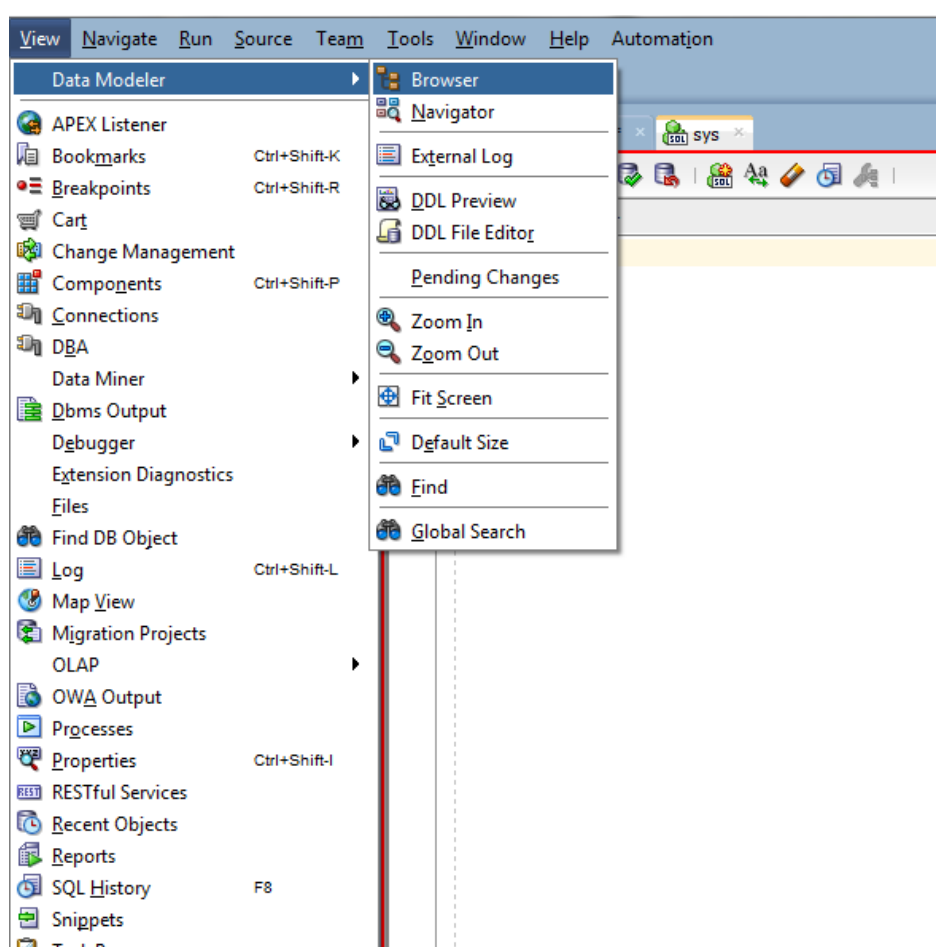 View Navigate Run Source Team Tools Window Help Automation
Data Modeler
Browser
Navigator
External Log
DDL Preview
DDL File Editor
Pending Changes
Zoom In
Zoom Out
Fit Screen
Default Size
Find
Global Search
sys
SQL
SQL
APEX Listener
Bookmarks Ctrl+Shift-K
Breakpoints Ctrl+Shift-R
Cart
Change Management
Components Ctrl+Shift-P
Connections
DBA
Data Miner
Dbms Output
Debugger
Extension Diagnostics
Files
Find DB Object
Log Ctrl+Shift-L
Map View
Migration Projects
OLAP
OWA Output
Processes
Properties Ctrl+Shift-I
RESTful Services
Recent Objects
Reports
SQL History F8
Snippets